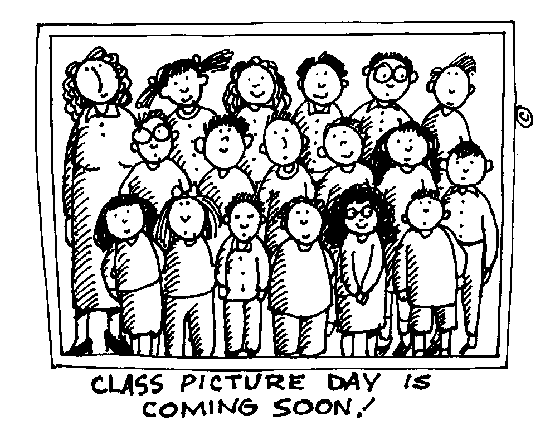 ©
CLASS PICTURE DAY IS
COMING SOON!